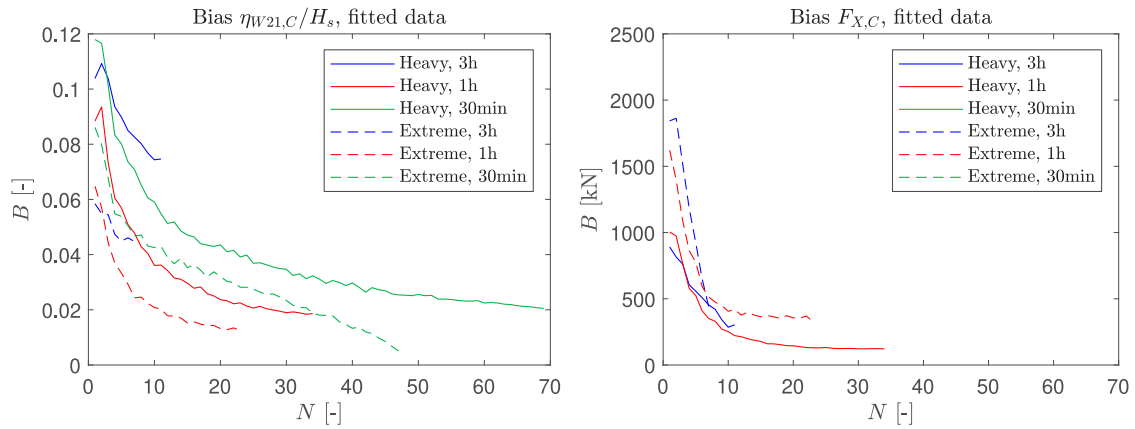 Bias η_{W21,C}/H_s, fitted data
B [-]
0.12
0.1
0.08
0.06
0.04
0.02
0
Heavy, 3h
Heavy, 1h
Heavy, 30min
Extreme, 3h
Extreme, 1h
Extreme, 30min
0 10 20 30 40 50 60 70
N [-]
Bias F_{X,C}, fitted data
B [kN]
2500
2000
1500
1000
500
0
Heavy, 3h
Heavy, 1h
Heavy, 30min
Extreme, 3h
Extreme, 1h
Extreme, 30min
0 10 20 30 40 50 60 70
N [-]